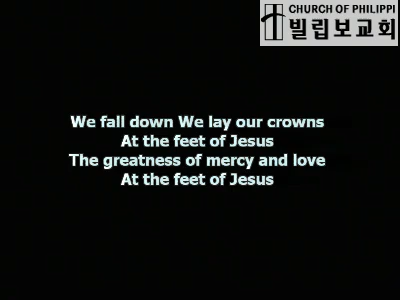 CHURCH OF PHILIPPI
빌립보교회
We fall down We lay our crowns
At the feet of Jesus
The greatness of mercy and love
At the feet of Jesus